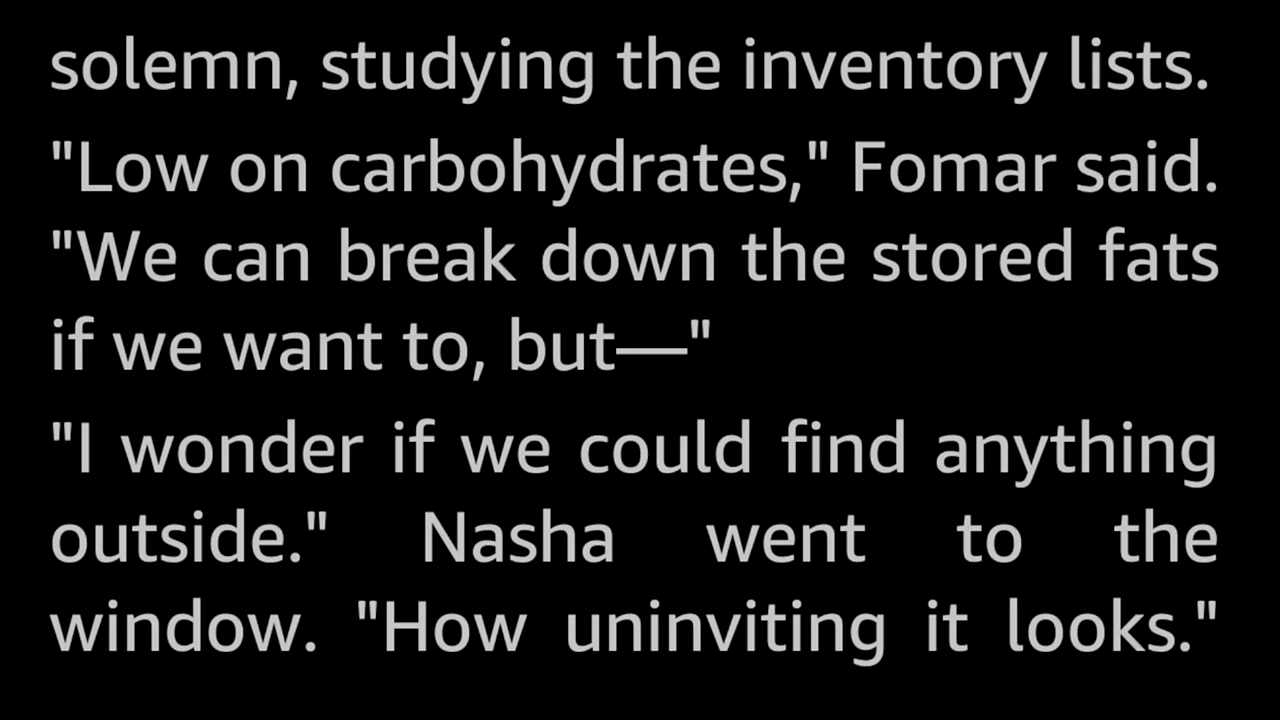 solemn, studying the inventory lists.
"Low on carbohydrates," Fomar said.
"We can break down the stored fats
if we want to, but—"
"I wonder if we could find anything
outside." Nasha went to the
window. "How uninviting it looks."